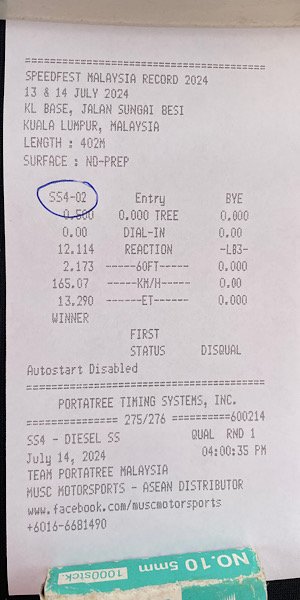 SPEEDFEST MALAYSIA RECORD 2024
13 & 14 JULY 2024
KL BASE, JALAN SUNGAI BESI
KUALA LUMPUR, MALAYSIA
LENGTH : 402M
SURFACE : NO-PREP
SS4-02 Entry BYE
0.500 0.000 TREE 0.000
0.00 DIAL-IN 0.00
12.114 REACTION -LB3-
2.173 ------60FT------ 0.000
165.07 ------KM/H----- 0.00
13.290 ------ET------- 0.000
WINNER
FIRST
STATUS DISQUAL
Autostart Disabled
PORTATREE TIMING SYSTEMS, INC.
================ 275/276 ==========600214
SS4 - DIESEL SS QUAL RND 1
July 14, 2024 04:00:35 PM
TEAM PORTATREE MALAYSIA
MUSC MOTORSPORTS - ASEAN DISTRIBUTOR
www.facebook.com/muscmotorsports
+6016-6681490
NO.10 5mm
1000stck.